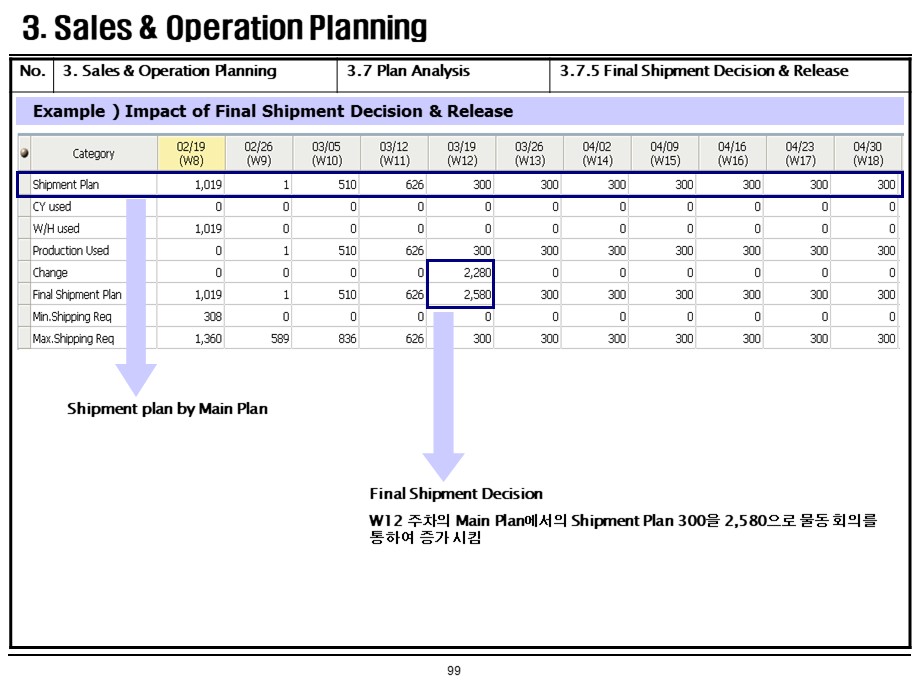 3. Sales & Operation Planning
No. 3. Sales & Operation Planning 3.7 Plan Analysis 3.7.5 Final Shipment Decision & Release
Example ) Impact of Final Shipment Decision & Release
Category 02/19 (W8) 02/26 (W9) 03/05 (W10) 03/12 (W11) 03/19 (W12) 03/26 (W13) 04/02 (W14) 04/09 (W15) 04/16 (W16) 04/23 (W17) 04/30 (W18)
Shipment Plan 1,019 1 510 626 300 300 300 300 300 300 300
CY used 0 0 0 0 0 0 0 0 0 0 0
W/H used 1,019 0 0 0 0 0 0 0 0 0 0
Production Used 0 1 510 626 300 300 300 300 300 300 300
Change 0 0 0 0 2,280 0 0 0 0 0 0
Final Shipment Plan 1,019 1 510 626 2,580 300 300 300 300 300 300
Min.Shipping Req 308 0 0 0 0 0 0 0 0 0 0
Max.Shipping Req 1,360 589 836 626 300 300 300 300 300 300 300
Shipment plan by Main Plan
Final Shipment Decision
W12 주차의 Main Plan에서의 Shipment Plan 300을 2,580으로 물동 회의를
통하여 증가 시킴
99